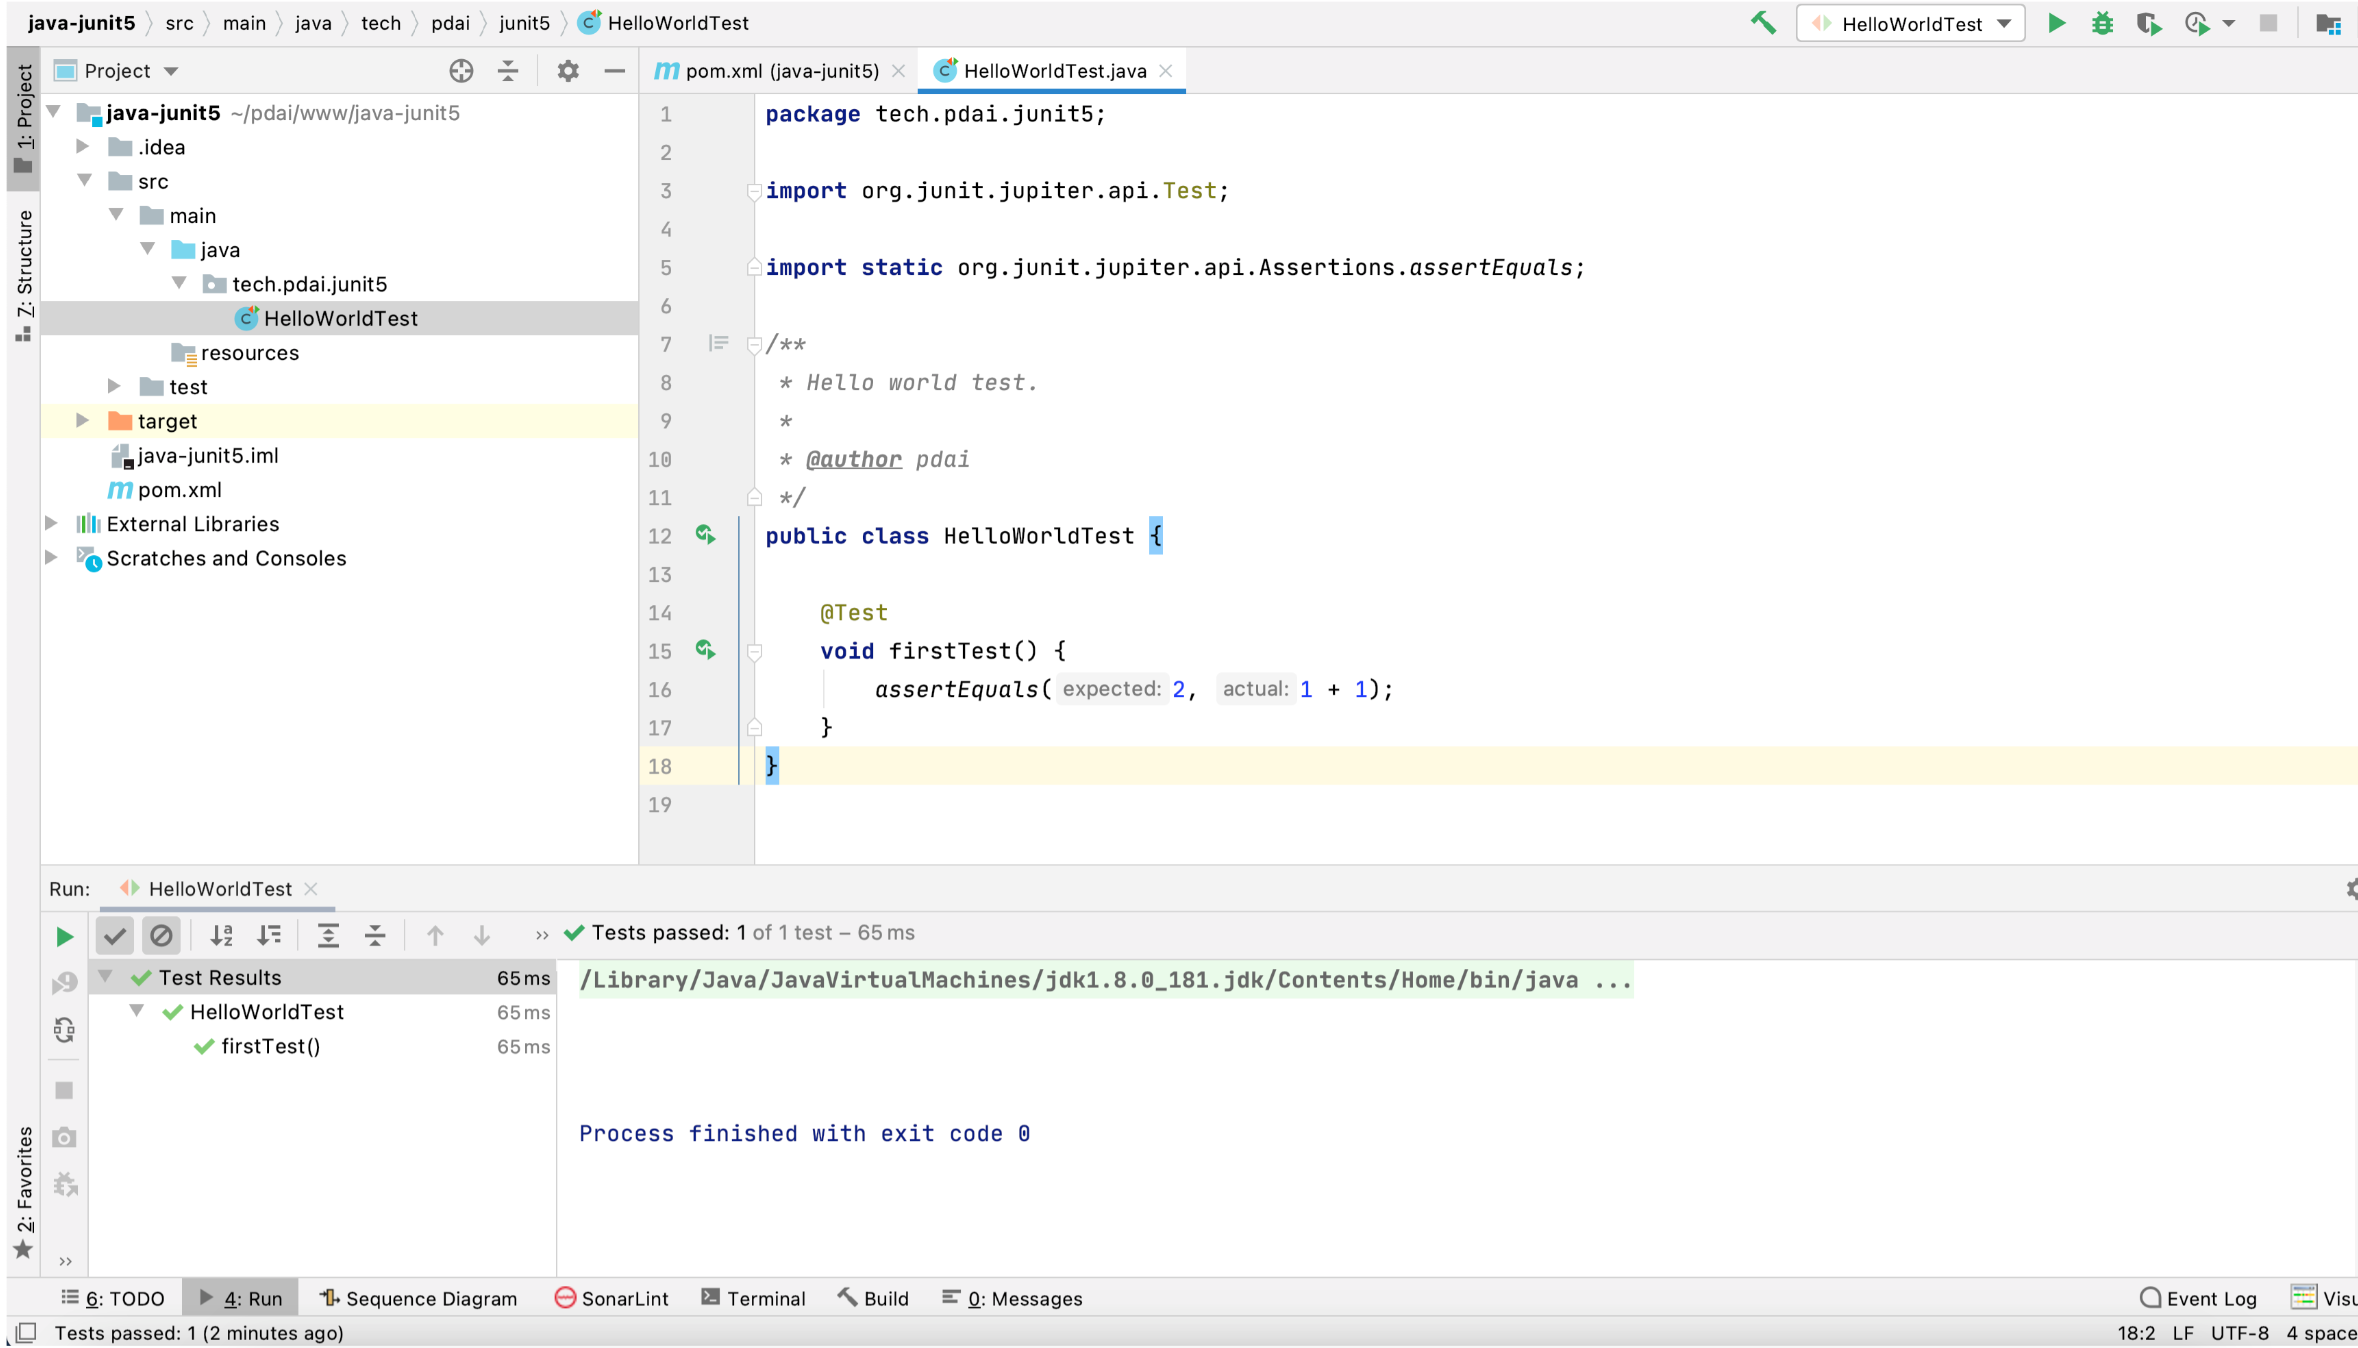 java-junit5 src main java tech pdai junit5 HelloWorldTest
HelloWorldTest
1: Project
7: Structure
2: Favorites
Project
java-junit5 ~/pdai/www/java-junit5
.idea
src
main
java
tech.pdai.junit5
HelloWorldTest
resources
test
target
java-junit5.iml
pom.xml
External Libraries
Scratches and Consoles
pom.xml (java-junit5)
HelloWorldTest.java
1 package tech.pdai.junit5;
2
3 import org.junit.jupiter.api.Test;
4
5 import static org.junit.jupiter.api.Assertions.assertEquals;
6
7 /**
8 * Hello world test.
9 *
10 * @author pdai
11 */
12 public class HelloWorldTest {
13
14 @Test
15 void firstTest() {
16 assertEquals( expected: 2, actual: 1 + 1);
17 }
18 }
19
Run: HelloWorldTest
Tests passed: 1 of 1 test – 65 ms
Test Results 65 ms
HelloWorldTest 65 ms
firstTest() 65 ms
/Library/Java/JavaVirtualMachines/jdk1.8.0_181.jdk/Contents/Home/bin/java ...
Process finished with exit code 0
6: TODO 4: Run Sequence Diagram SonarLint Terminal Build 0: Messages Event Log
Tests passed: 1 (2 minutes ago) 18:2 LF UTF-8 4 space